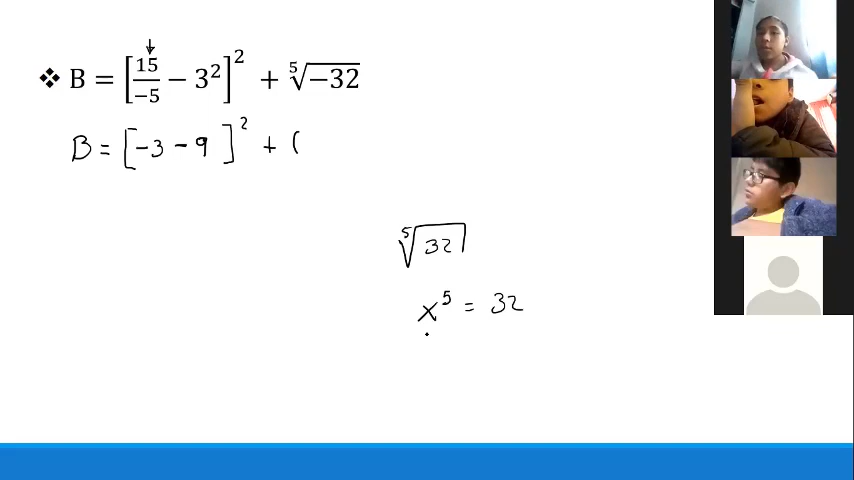 ❖ B = [15/-5 − 3²]² + ⁵√−32
B = [-3 - 9]² + (
⁵√32
x⁵ = 32